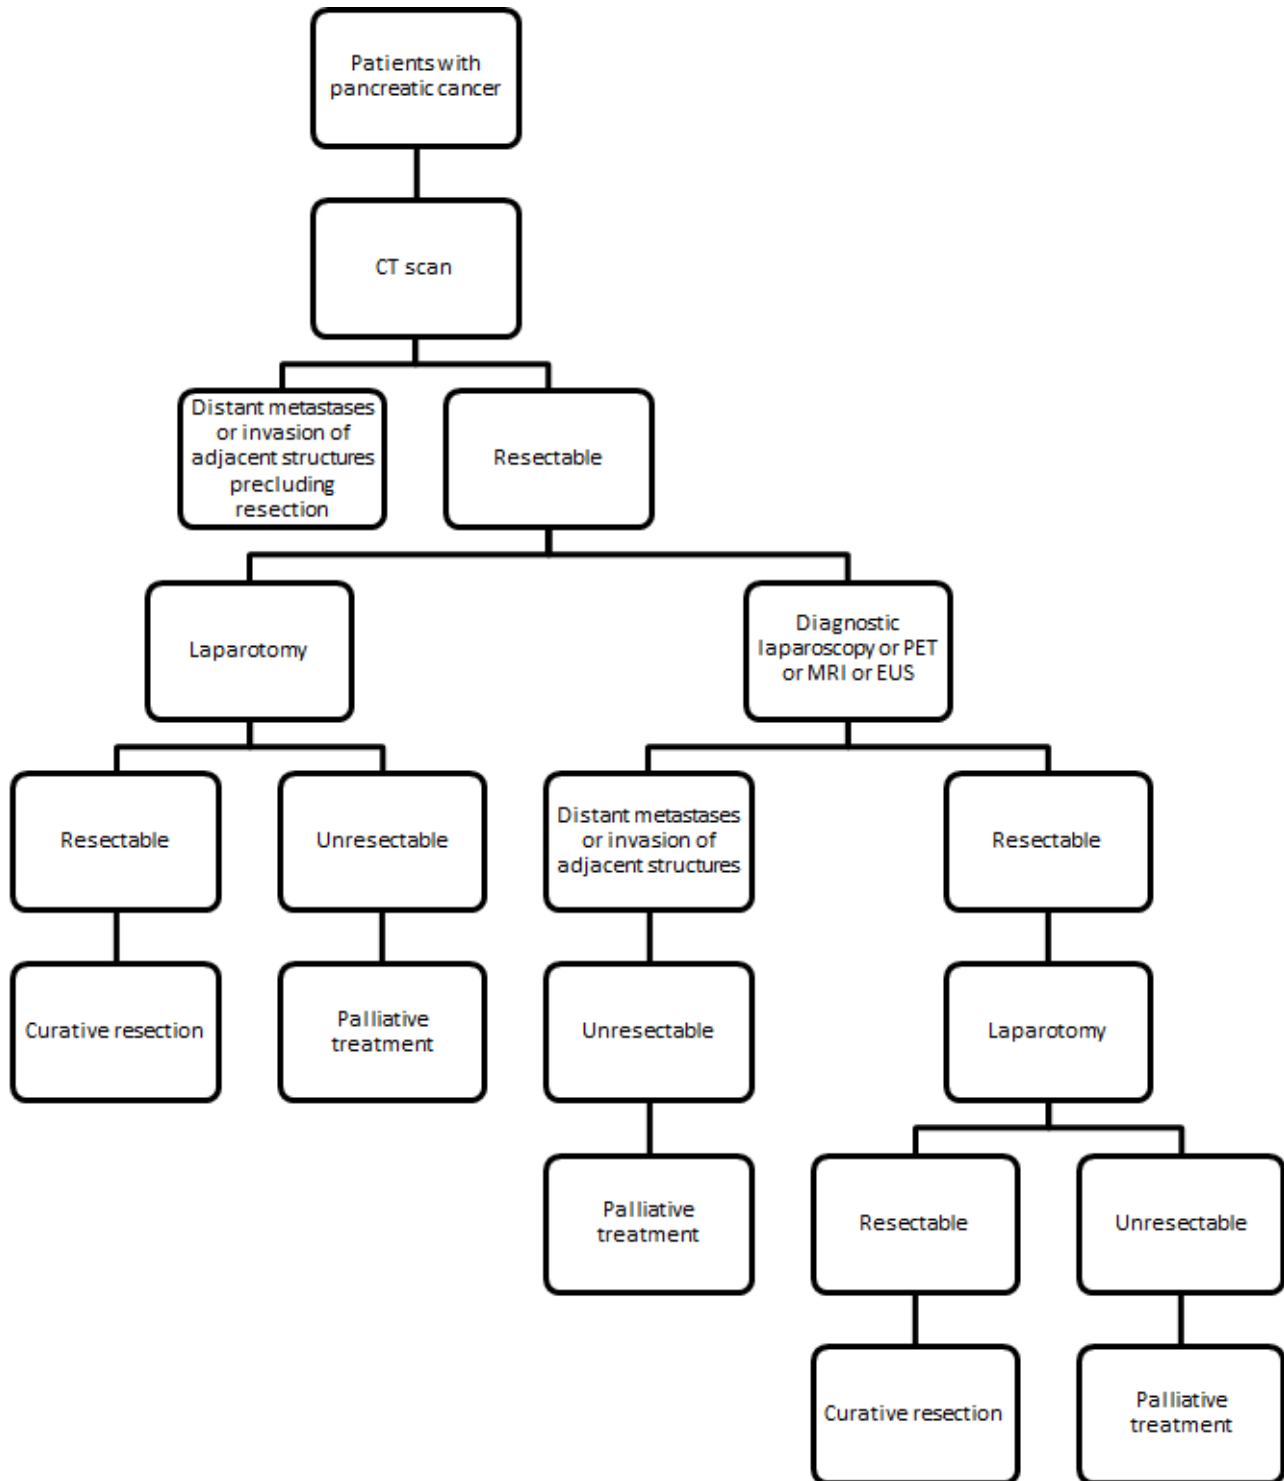 Patients with
pancreatic cancer
CT scan
Distant metastases
or invasion of
adjacent structures
precluding
resection
Resectable
Laparotomy
Diagnostic
laparoscopy or PET
or MRI or EUS
Resectable
Unresectable
Distant metastases
or invasion of
adjacent structures
Resectable
Curative resection
Palliative
treatment
Unresectable
Laparotomy
Palliative
treatment
Resectable
Unresectable
Curative resection
Palliative
treatment